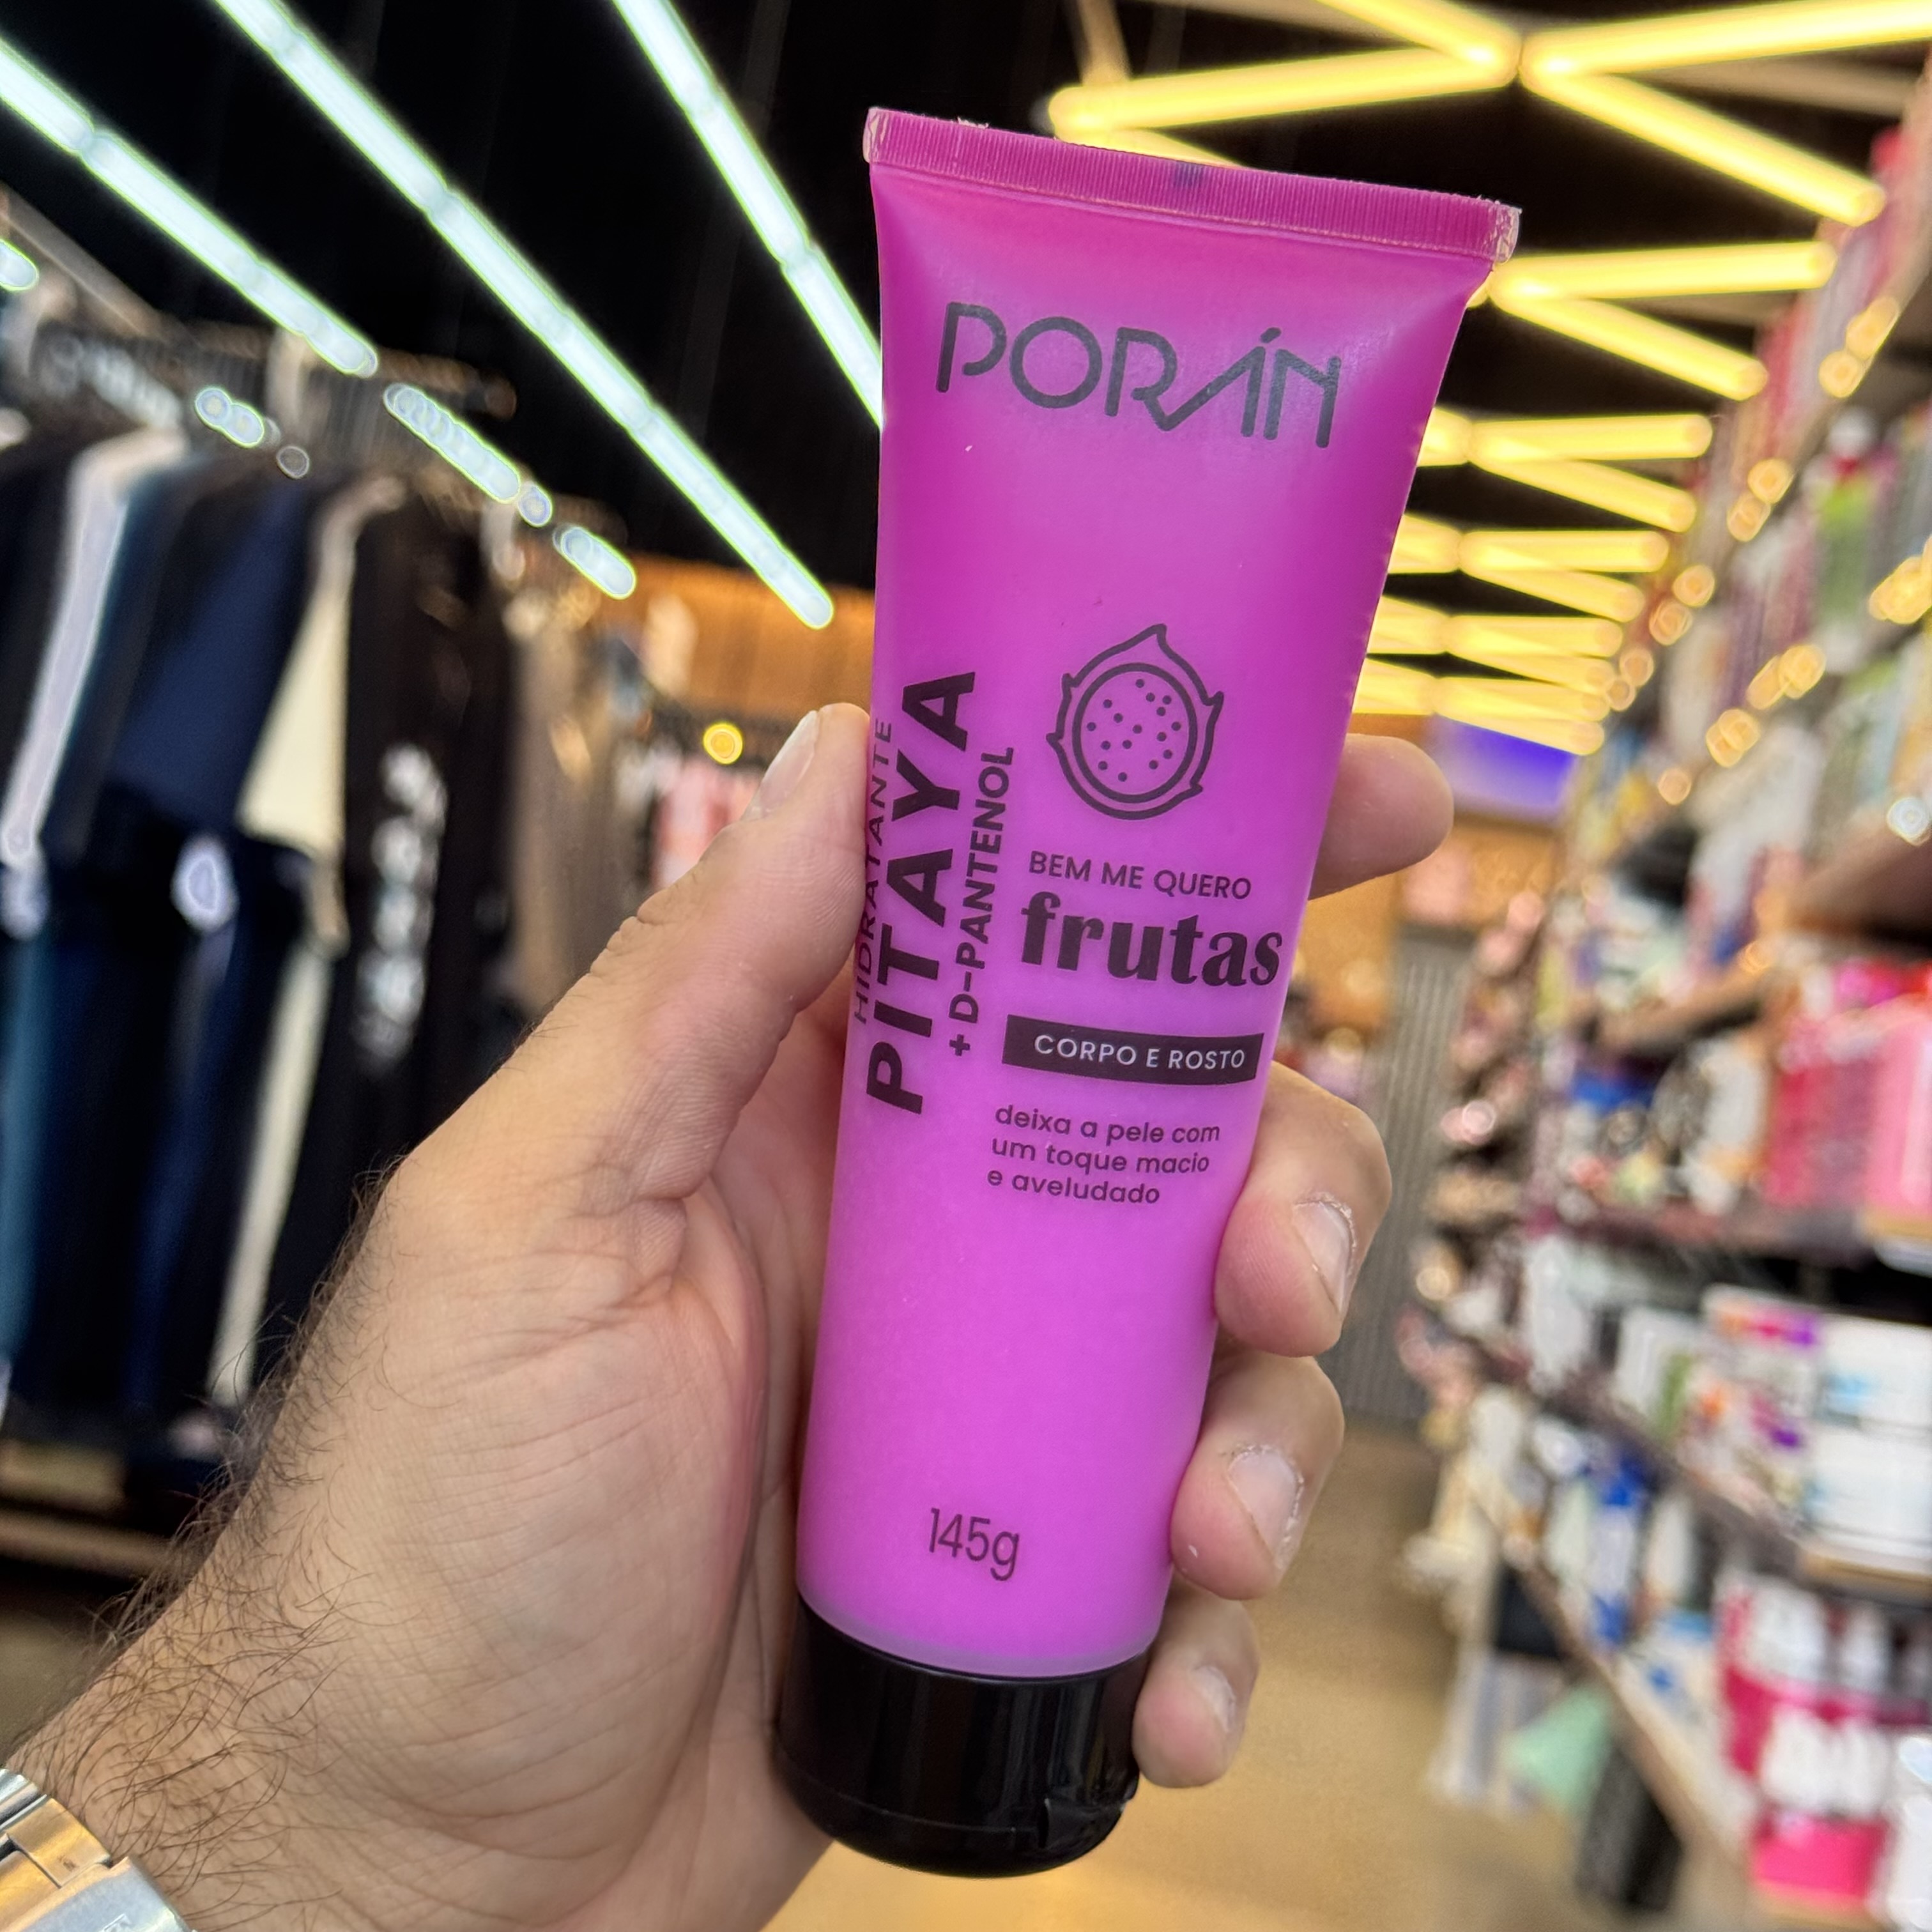 PORÁN
HIDRATANTE
PITAYA
+ D-PANTENOL
BEM ME QUERO
frutas
CORPO E ROSTO
deixa a pele com
um toque macio
e aveludado
145g